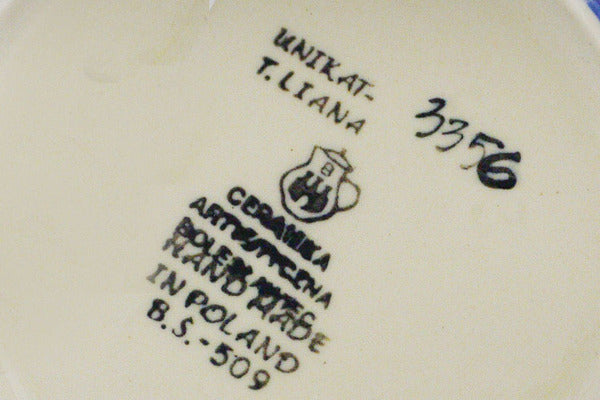 UNIKAT-
T. LIANA
3356
CERAMIKA
ARTYSTYCZNA
BOLESŁAWIEC
HAND MADE
IN POLAND
B.S.-509